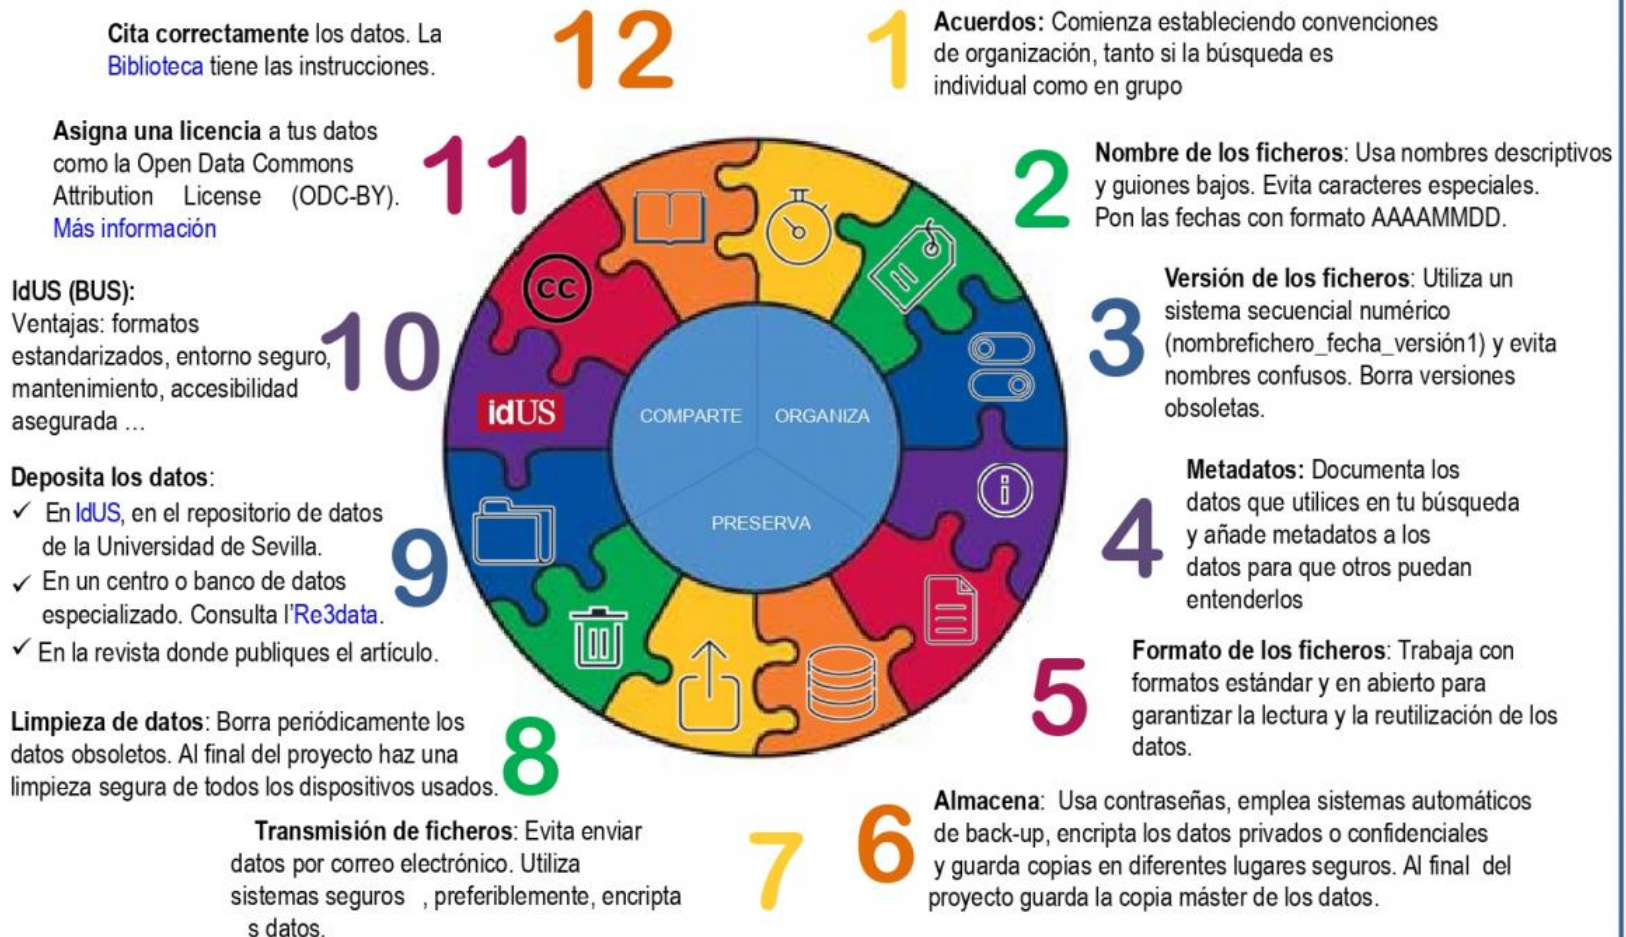 12
Cita correctamente los datos. La
Biblioteca tiene las instrucciones.
1
Acuerdos: Comienza estableciendo convenciones
de organización, tanto si la búsqueda es
individual como en grupo
11
Asigna una licencia a tus datos
como la Open Data Commons
Attribution License (ODC-BY).
Más información
2
Nombre de los ficheros: Usa nombres descriptivos
y guiones bajos. Evita caracteres especiales.
Pon las fechas con formato AAAAMMDD.
10
IdUS (BUS):
Ventajas: formatos
estandarizados, entorno seguro,
mantenimiento, accesibilidad
asegurada ...
3
Versión de los ficheros: Utiliza un
sistema secuencial numérico
(nombrefichero_fecha_versión1) y evita
nombres confusos. Borra versiones
obsoletas.
cc
idUS
COMPARTE
ORGANIZA
PRESERVA
i
9
Deposita los datos:
✓ En IdUS, en el repositorio de datos
de la Universidad de Sevilla.
✓ En un centro o banco de datos
especializado. Consulta l'Re3data.
✓ En la revista donde publiques el artículo.
4
Metadatos: Documenta los
datos que utilices en tu búsqueda
y añade metadatos a los
datos para que otros puedan
entenderlos
5
Formato de los ficheros: Trabaja con
formatos estándar y en abierto para
garantizar la lectura y la reutilización de los
datos.
8
Limpieza de datos: Borra periódicamente los
datos obsoletos. Al final del proyecto haz una
limpieza segura de todos los dispositivos usados.
6
Almacena: Usa contraseñas, emplea sistemas automáticos
de back-up, encripta los datos privados o confidenciales
y guarda copias en diferentes lugares seguros. Al final del
proyecto guarda la copia máster de los datos.
7
Transmisión de ficheros: Evita enviar
datos por correo electrónico. Utiliza
sistemas seguros , preferiblemente, encripta
s datos.